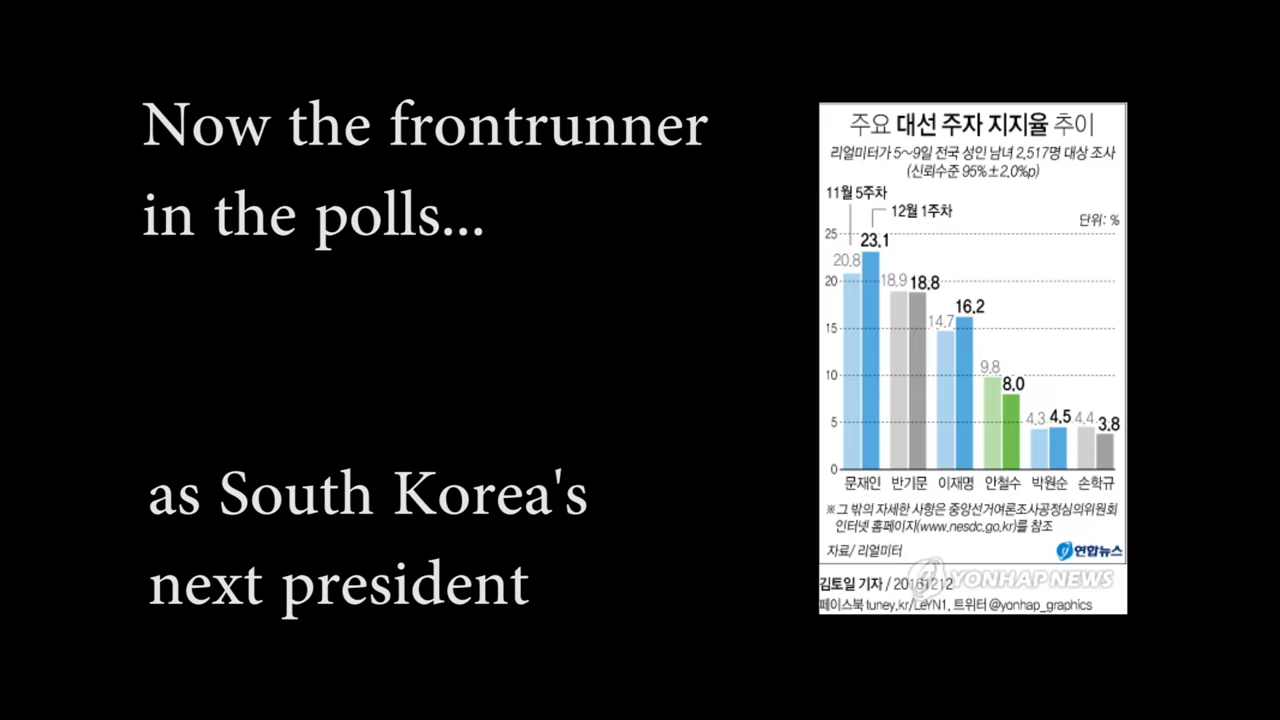 Now the frontrunner
in the polls...
as South Korea's
next president
주요 대선 주자 지지율 추이
리얼미터가 5~9일 전국 성인 남녀 2,517명 대상 조사
(신뢰수준 95%±2.0%p)
11월 5주차
12월 1주차
단위: %
25
20
15
10
5
0
20.8 23.1
18.9 18.8
14.7 16.2
9.8 8.0
4.3 4.5
4.4 3.8
문재인 반기문 이재명 안철수 박원순 손학규
※그 밖의 자세한 사항은 중앙선거여론조사공정심의위원회
인터넷 홈페이지(www.nesdc.go.kr)를 참조
자료/ 리얼미터
연합뉴스
YONHAP NEWS
김토일 기자 / 20161212
페이스북 tuney.kr/LeYN1, 트위터 @yonhap_graphics